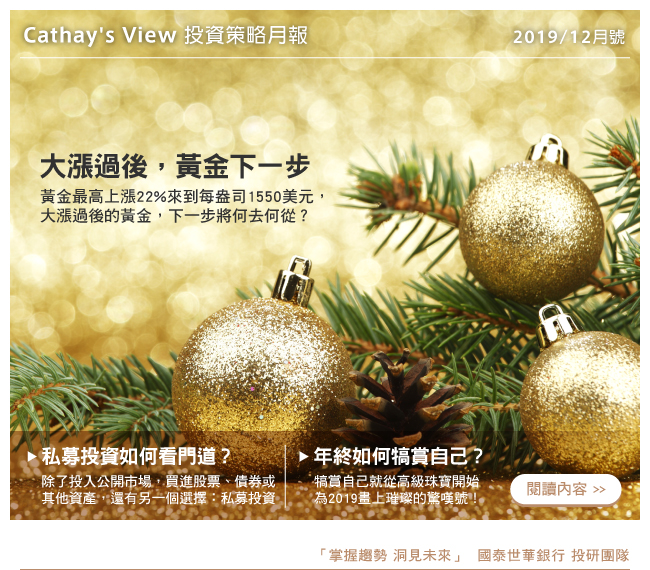 Cathay's View 投資策略月報
2019/12月號
大漲過後，黃金下一步
黃金最高上漲22%來到每盎司1550美元，
大漲過後的黃金，下一步將何去何從？
私募投資如何看門道？
除了投入公開市場，買進股票、債券或
其他資產，還有另一個選擇：私募投資
年終如何犒賞自己？
犒賞自己就從高級珠寶開始
為2019畫上璀璨的驚嘆號！
閱讀內容 >>
「掌握趨勢 洞見未來」 國泰世華銀行 投研團隊